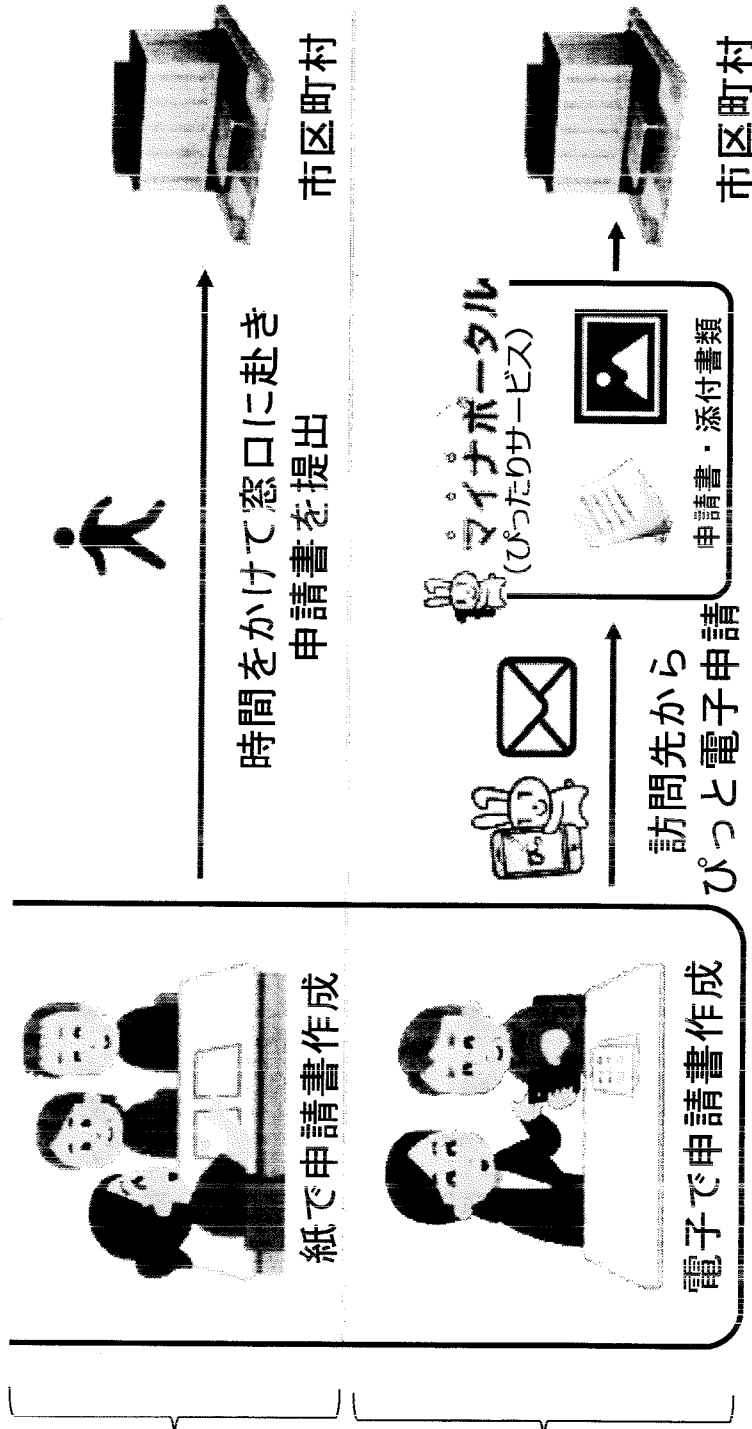 紙で申請書作成
時間をかけて窓口に赴き
申請書を提出
市区町村
電子で申請書作成
ぴっ
訪問先から
ぴっと電子申請
マイナポータル
(ぴったりサービス)
申請書・添付書類
市区町村